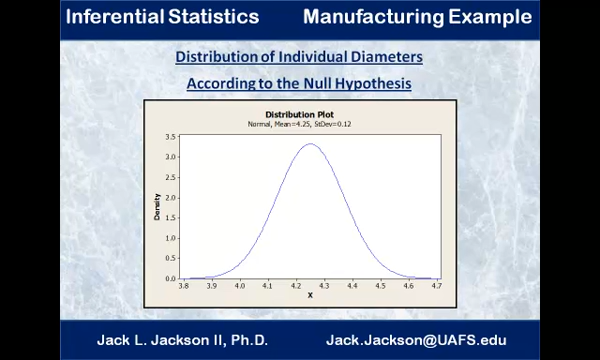 Inferential Statistics Manufacturing Example
Distribution of Individual Diameters
According to the Null Hypothesis
Distribution Plot
Normal, Mean=4.25, StDev=0.12
3.5
3.0
2.5
2.0
1.5
1.0
0.5
0.0
Density
3.8 3.9 4.0 4.1 4.2 4.3 4.4 4.5 4.6 4.7
X
Jack L. Jackson II, Ph.D. Jack.Jackson@UAFS.edu